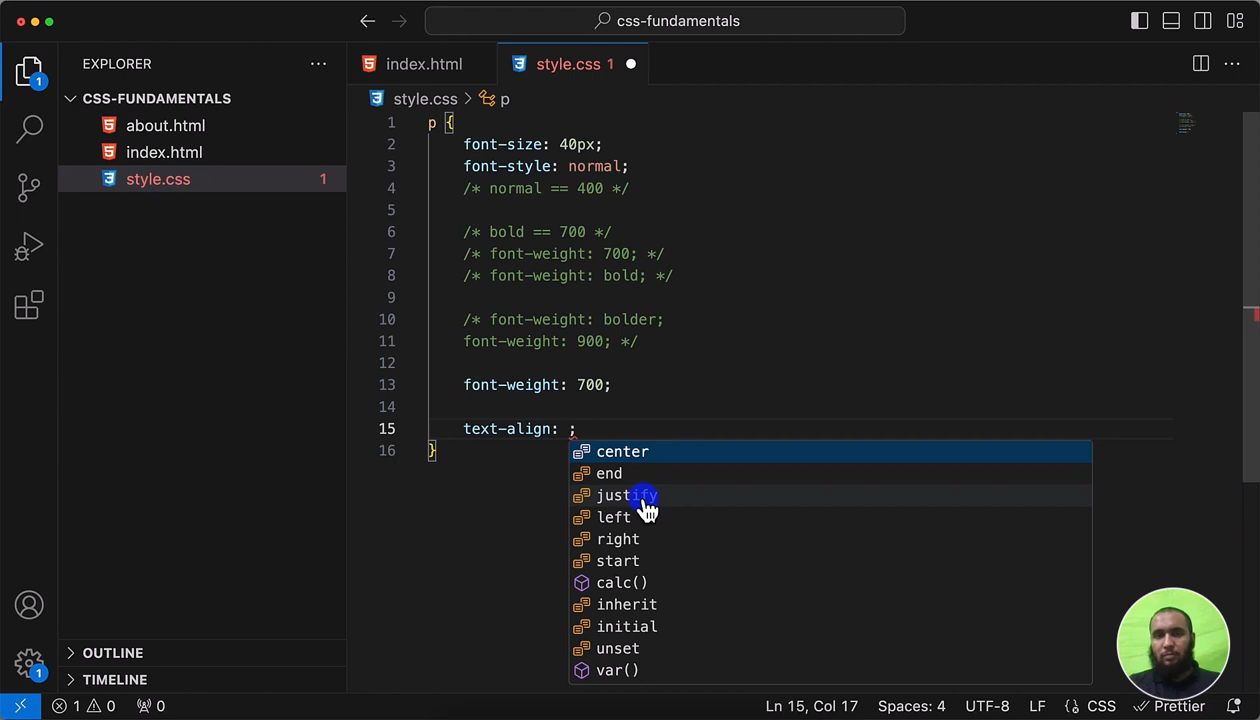 css-fundamentals
EXPLORER
index.html
style.css 1
1
CSS-FUNDAMENTALS
style.css
p
about.html
index.html
style.css 1
1 p {
2 font-size: 40px;
3 font-style: normal;
4 /* normal == 400 */
5
6 /* bold == 700 */
7 /* font-weight: 700; */
8 /* font-weight: bold; */
9
10 /* font-weight: bolder;
11 font-weight: 900; */
12
13 font-weight: 700;
14
15 text-align: ;
16 }
center
end
justify
left
right
start
calc()
inherit
initial
unset
var()
OUTLINE
1
TIMELINE
1 0 0
Ln 15, Col 17
Spaces: 4
UTF-8
LF
{} CSS
Prettier